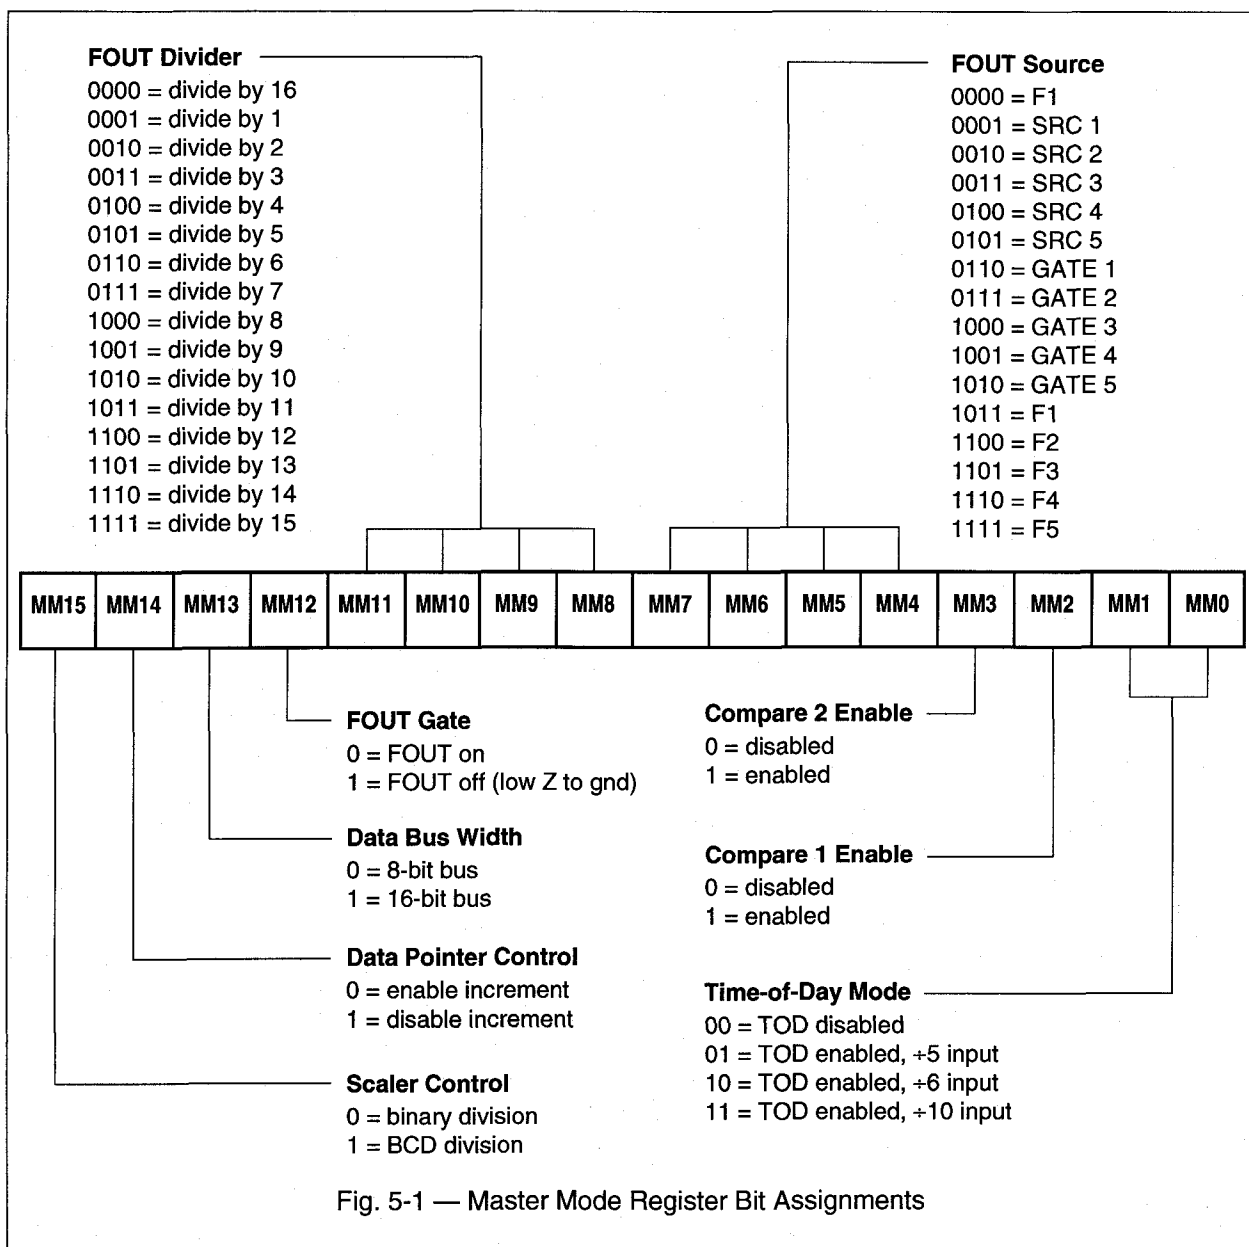 FOUT Divider
0000 = divide by 16
0001 = divide by 1
0010 = divide by 2
0011 = divide by 3
0100 = divide by 4
0101 = divide by 5
0110 = divide by 6
0111 = divide by 7
1000 = divide by 8
1001 = divide by 9
1010 = divide by 10
1011 = divide by 11
1100 = divide by 12
1101 = divide by 13
1110 = divide by 14
1111 = divide by 15
FOUT Source
0000 = F1
0001 = SRC 1
0010 = SRC 2
0011 = SRC 3
0100 = SRC 4
0101 = SRC 5
0110 = GATE 1
0111 = GATE 2
1000 = GATE 3
1001 = GATE 4
1010 = GATE 5
1011 = F1
1100 = F2
1101 = F3
1110 = F4
1111 = F5
MM15 MM14 MM13 MM12 MM11 MM10 MM9 MM8 MM7 MM6 MM5 MM4 MM3 MM2 MM1 MM0
FOUT Gate
0 = FOUT on
1 = FOUT off (low Z to gnd)
Data Bus Width
0 = 8-bit bus
1 = 16-bit bus
Data Pointer Control
0 = enable increment
1 = disable increment
Scaler Control
0 = binary division
1 = BCD division
Compare 2 Enable
0 = disabled
1 = enabled
Compare 1 Enable
0 = disabled
1 = enabled
Time-of-Day Mode
00 = TOD disabled
01 = TOD enabled, ÷5 input
10 = TOD enabled, ÷6 input
11 = TOD enabled, ÷10 input
Fig. 5-1 — Master Mode Register Bit Assignments